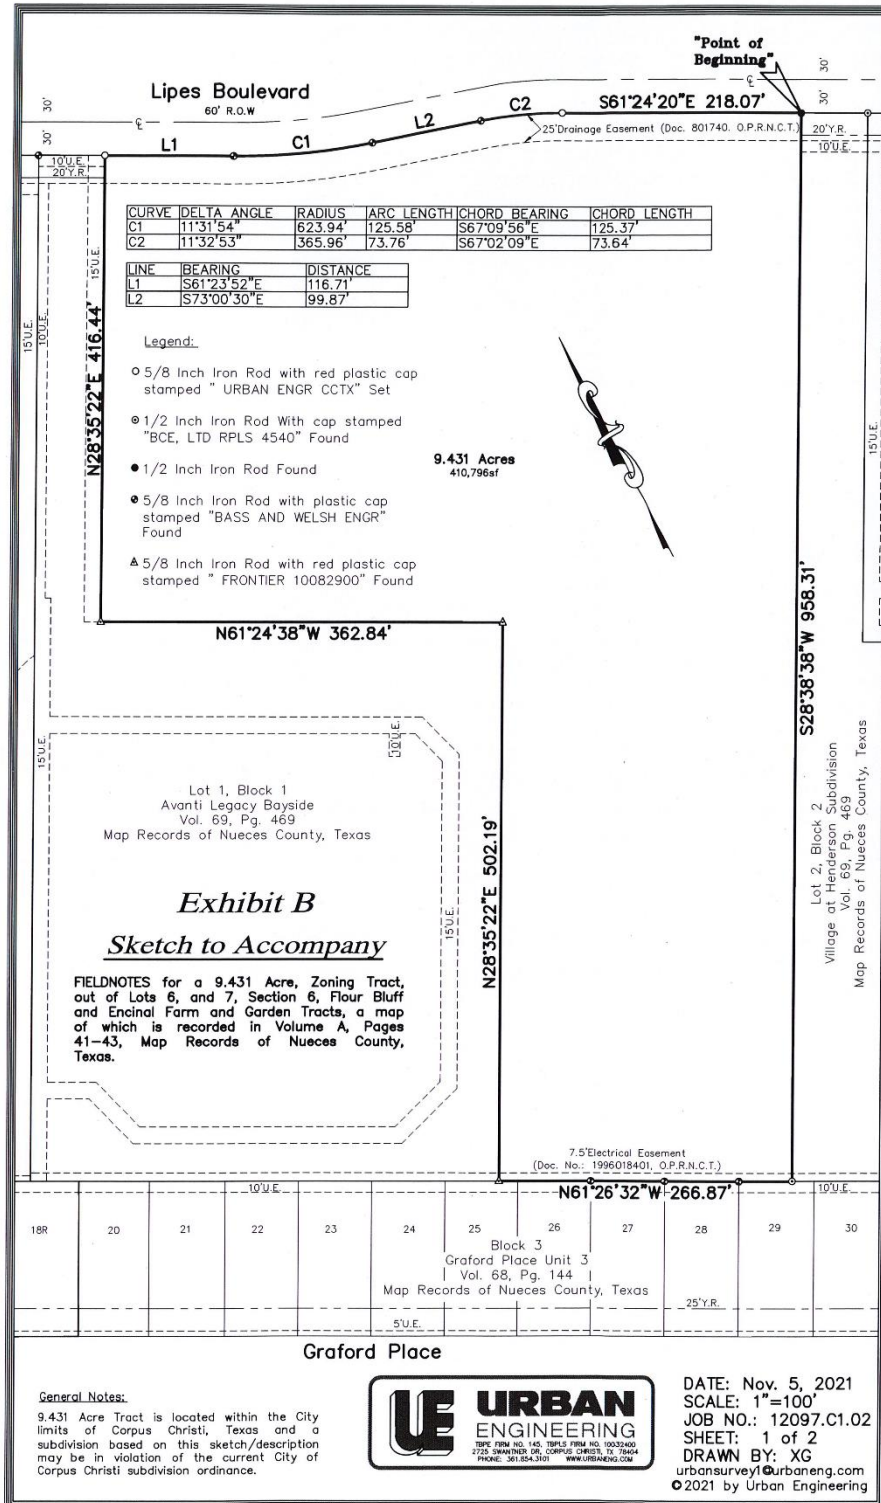 "Point of
Beginning"
Lipes Boulevard
60' R.O.W
30'
30'
30'
30'
℄
℄
L1
C1
L2
C2
S61°24'20"E 218.07'
25'Drainage Easement (Doc. 801740. O.P.R.N.C.T.)
20'Y.R.
10'U.E.
10'U.E.
20'Y.R.
CURVE DELTA ANGLE RADIUS ARC LENGTH CHORD BEARING CHORD LENGTH
C1 11°31'54" 623.94' 125.58' S67°09'56"E 125.37'
C2 11°32'53" 365.96' 73.76' S67°02'09"E 73.64'
LINE BEARING DISTANCE
L1 S61°23'52"E 116.71'
L2 S73°00'30"E 99.87'
15'U.E.
10'U.E.
15'U.E.
N28°35'22"E 416.44'
Legend:
5/8 Inch Iron Rod with red plastic cap
stamped " URBAN ENGR CCTX" Set
1/2 Inch Iron Rod With cap stamped
"BCE, LTD RPLS 4540" Found
1/2 Inch Iron Rod Found
5/8 Inch Iron Rod with plastic cap
stamped "BASS AND WELSH ENGR"
Found
5/8 Inch Iron Rod with red plastic cap
stamped " FRONTIER 10082900" Found
9.431 Acres
410,796sf
15'U.E.
S28°38'38"W 958.31'
N61°24'38"W 362.84'
15'U.E.
10'U.E.
Lot 1, Block 1
Avanti Legacy Bayside
Vol. 69, Pg. 469
Map Records of Nueces County, Texas
Lot 2, Block 2
Village at Henderson Subdivision
Vol. 69, Pg. 469
Map Records of Nueces County, Texas
Exhibit B
Sketch to Accompany
15'U.E.
N28°35'22"E 502.19'
FIELDNOTES for a 9.431 Acre, Zoning Tract,
out of Lots 6, and 7, Section 6, Flour Bluff
and Encinal Farm and Garden Tracts, a map
of which is recorded in Volume A, Pages
41-43, Map Records of Nueces County,
Texas.
7.5'Electrical Easement
(Doc. No.: 1996018401, O.P.R.N.C.T.)
10'U.E.
N61°26'32"W 266.87'
10'U.E.
18R 20 21 22 23 24 25 26 27 28 29 30
Block 3
Graford Place Unit 3
Vol. 68, Pg. 144
Map Records of Nueces County, Texas
25'Y.R.
5'U.E.
Graford Place
General Notes:
9.431 Acre Tract is located within the City
limits of Corpus Christi, Texas and a
subdivision based on this sketch/description
may be in violation of the current City of
Corpus Christi subdivision ordinance.
UE URBAN
ENGINEERING
TBPE FIRM NO. 145, TBPLS FIRM NO. 10032400
2725 SWANTNER DR, CORPUS CHRISTI, TX 78404
PHONE: 361.854.3101 WWW.URBANENG.COM
DATE: Nov. 5, 2021
SCALE: 1"=100'
JOB NO.: 12097.C1.02
SHEET: 1 of 2
DRAWN BY: XG
urbansurvey1@urbaneng.com
©2021 by Urban Engineering